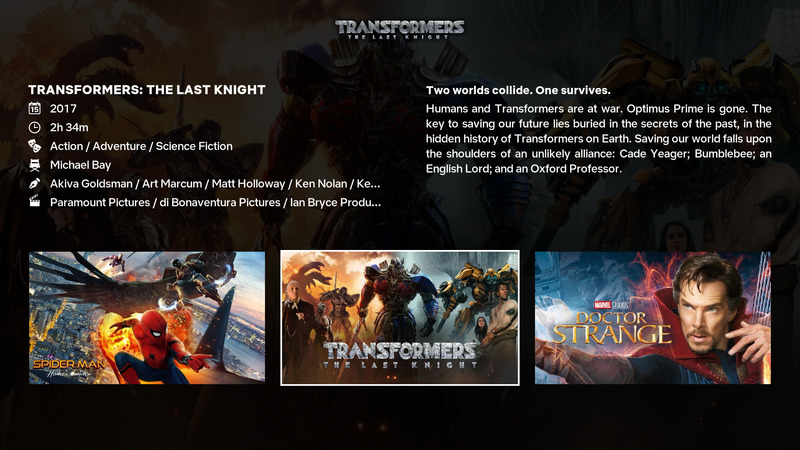 TRANSFORMERS
THE LAST KNIGHT
TRANSFORMERS: THE LAST KNIGHT
15 2017
2h 34m
Action / Adventure / Science Fiction
Michael Bay
Akiva Goldsman / Art Marcum / Matt Holloway / Ken Nolan / Ke...
Paramount Pictures / di Bonaventura Pictures / Ian Bryce Produ...
Two worlds collide. One survives.
Humans and Transformers are at war. Optimus Prime is gone. The
key to saving our future lies buried in the secrets of the past, in the
hidden history of Transformers on Earth. Saving our world falls upon
the shoulders of an unlikely alliance: Cade Yeager; Bumblebee; an
English Lord; and an Oxford Professor.
SPIDER-MAN
Homecoming
TRANSFORMERS
THE LAST KNIGHT
MARVEL STUDIOS
DOCTOR
STRANGE